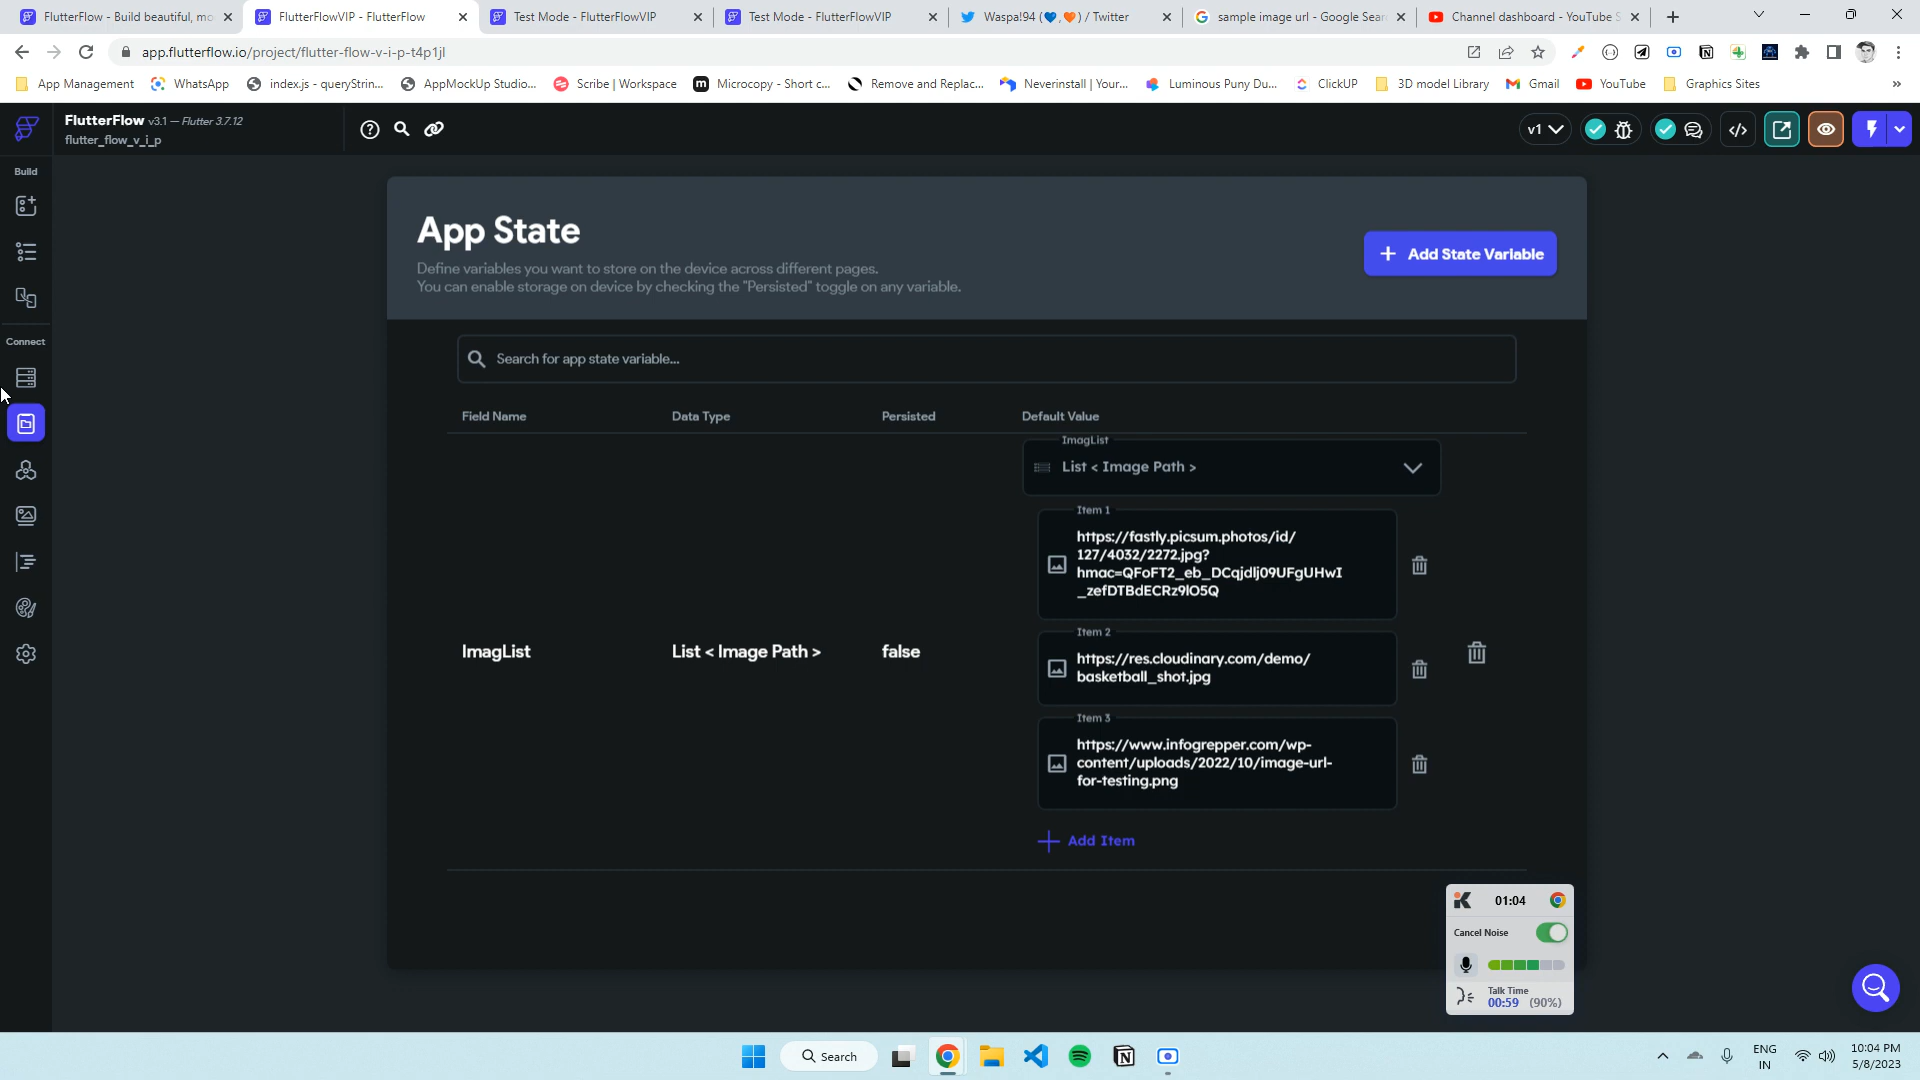 FlutterFlow - Build beautiful, mo
FlutterFlowVIP - FlutterFlow
Test Mode - FlutterFlowVIP
Test Mode - FlutterFlowVIP
Waspa!94 (💙,🧡) / Twitter
sample image url - Google Sear
Channel dashboard - YouTube S
app.flutterflow.io/project/flutter-flow-v-i-p-t4p1jl
App Management
WhatsApp
index.js - queryStrin...
AppMockUp Studio...
Scribe | Workspace
Microcopy - Short c...
Remove and Replac...
Neverinstall | Your...
Luminous Puny Du...
ClickUP
3D model Library
Gmail
YouTube
Graphics Sites
»
FlutterFlow v3.1 — Flutter 3.7.12
flutter_flow_v_i_p
v1
Build
Connect
App State
Define variables you want to store on the device across different pages.
You can enable storage on device by checking the "Persisted" toggle on any variable.
+ Add State Variable
Search for app state variable...
Field Name
Data Type
Persisted
Default Value
ImagList
List < Image Path >
Item 1
https://fastly.picsum.photos/id/
127/4032/2272.jpg?
hmac=QFoFT2_eb_DCqjdlj09UFgUHwI
_zefDTBdECRz9lO5Q
Item 2
https://res.cloudinary.com/demo/
basketball_shot.jpg
ImagList
List < Image Path >
false
Item 3
https://www.infogrepper.com/wp-
content/uploads/2022/10/image-url-
for-testing.png
+ Add Item
01:04
Cancel Noise
Talk Time
00:59 (90%)
Search
ENG
IN
10:04 PM
5/8/2023